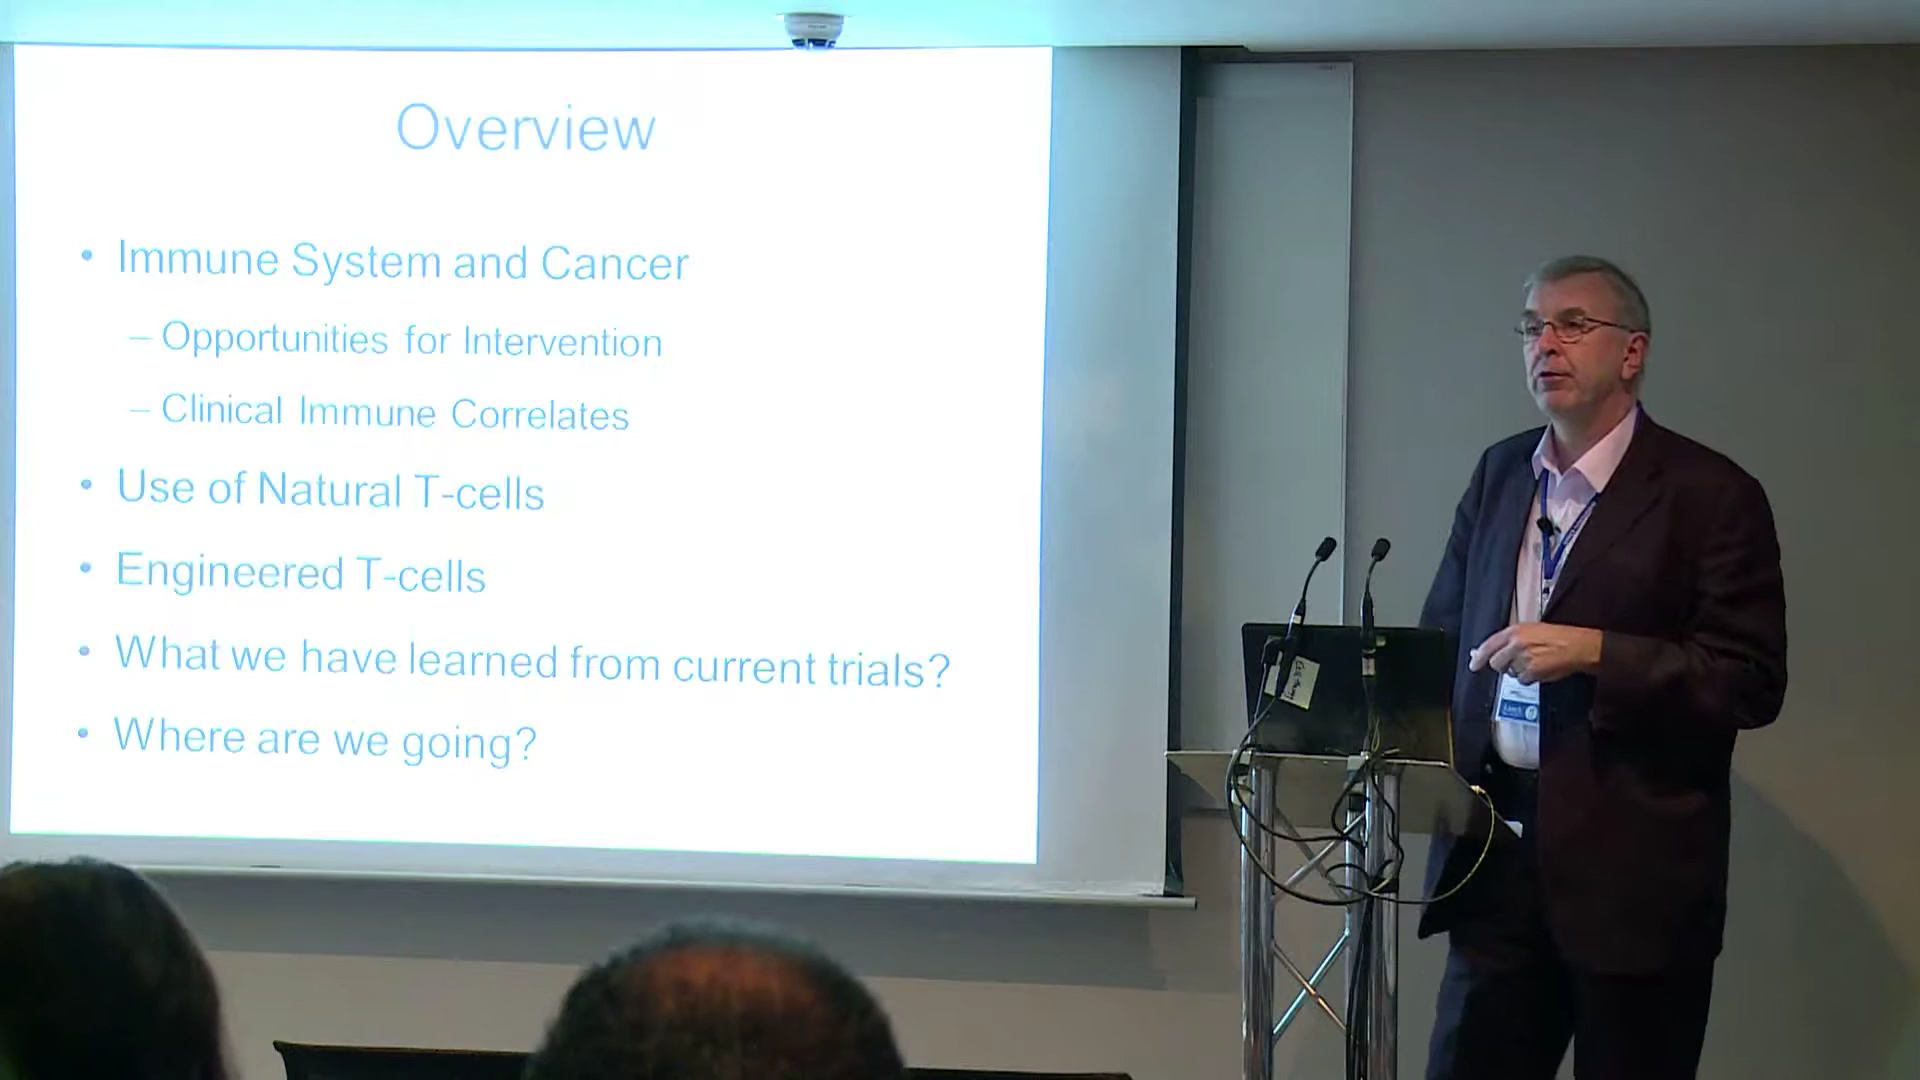 Overview
• Immune System and Cancer
– Opportunities for Intervention
– Clinical Immune Correlates
• Use of Natural T-cells
• Engineered T-cells
• What we have learned from current trials?
• Where are we going?